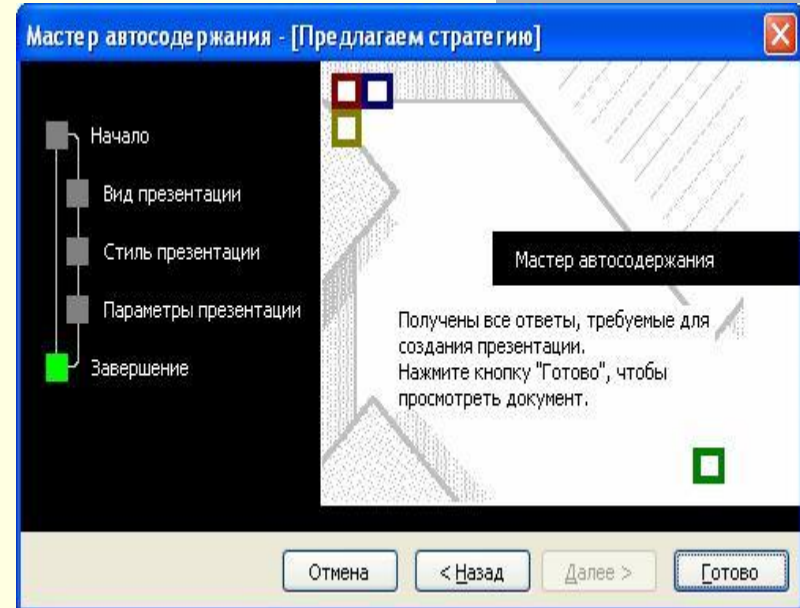 Мастер автосодержания - [Предлагаем стратегию]
Начало
Вид презентации
Стиль презентации
Параметры презентации
Завершение
Мастер автосодержания
Получены все ответы, требуемые для
создания презентации.
Нажмите кнопку "Готово", чтобы
просмотреть документ.
Отмена
< Назад
Далее >
Готово